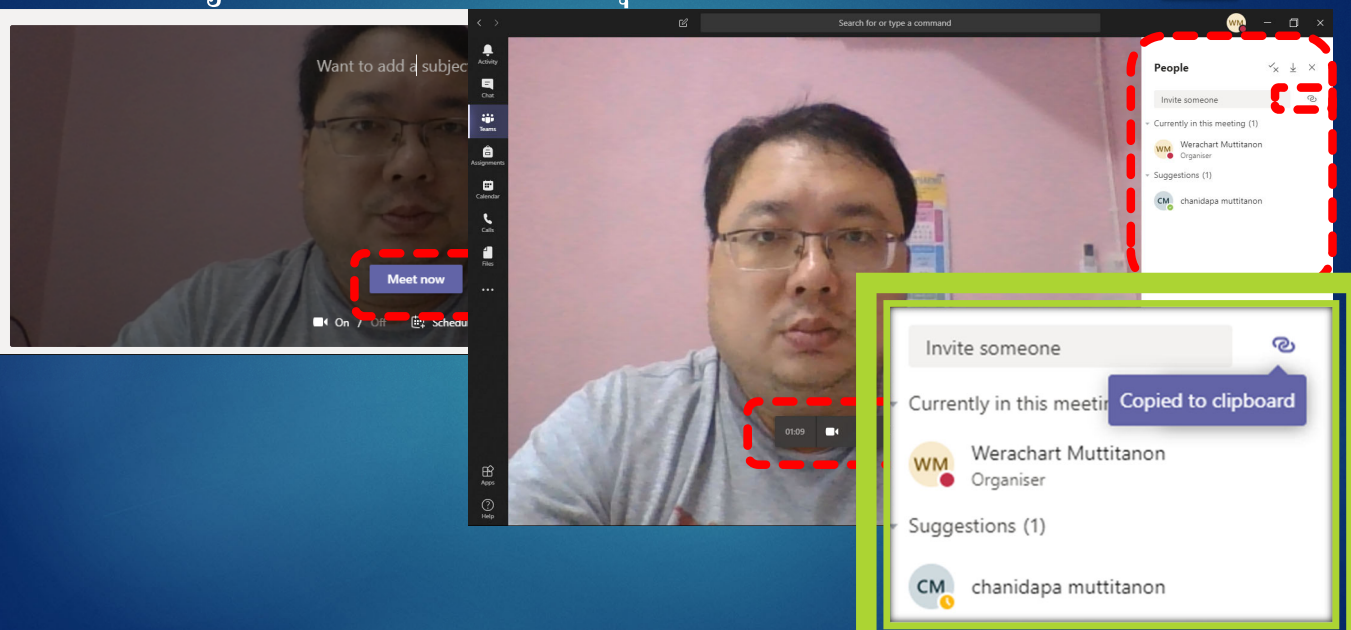 Want to add a subjec
Meet now
On / Off Schedu
Search for or type a command
WM
Activity
Chat
Teams
Assignments
Calendar
Calls
Files
Apps
Help
01:09
People
Invite someone
Currently in this meeting (1)
WM Werachart Muttitanon
Organiser
Suggestions (1)
CM chanidapa muttitanon
Invite someone
Copied to clipboard
Currently in this meetin
WM Werachart Muttitanon
Organiser
Suggestions (1)
CM chanidapa muttitanon